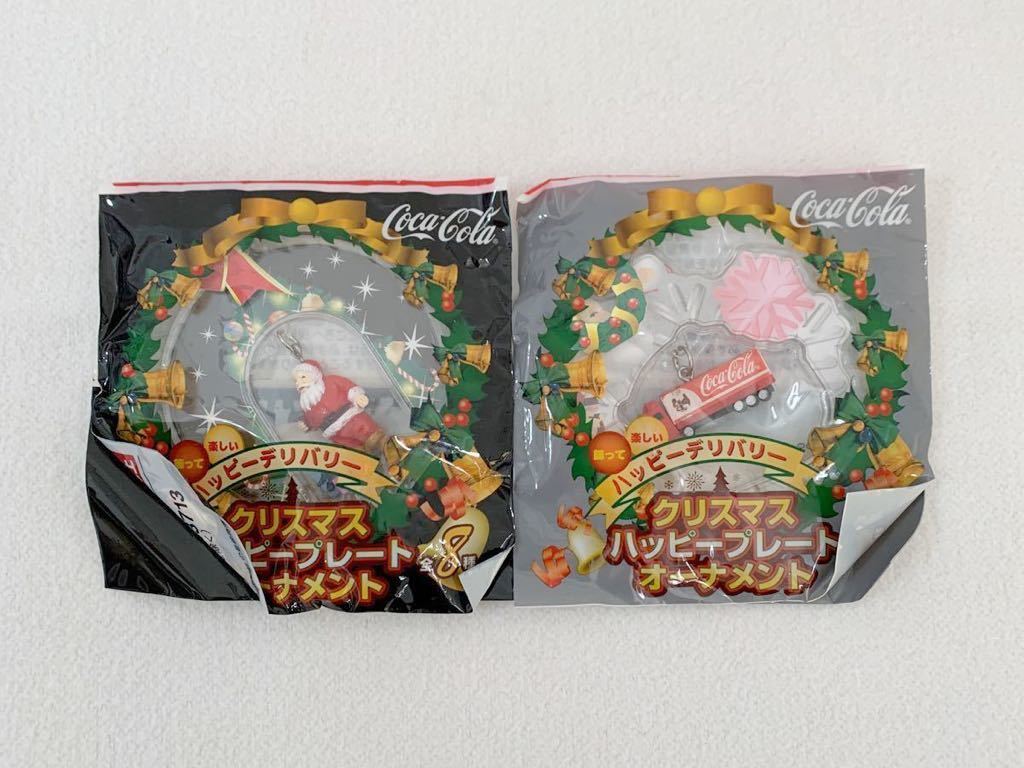 Coca-Cola
飾って
楽しい
ハッピーデリバリー
クリスマス
ピープレート
ーナメント
全8種
Coca-Cola
Coca-Cola
飾って
楽しい
ハッピーデリバリー
クリスマス
ハッピープレート
オーナメント